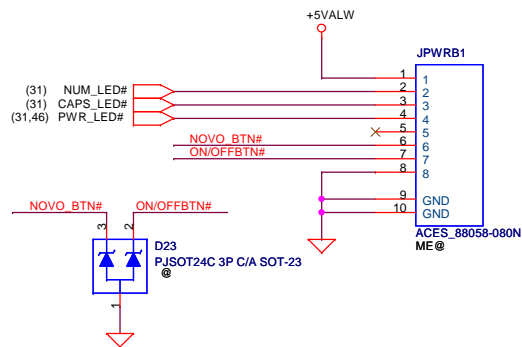 +5VALW
JPWRB1
(31) NUM_LED#
(31) CAPS_LED#
(31,46) PWR_LED#
1 1
2 2
3 3
4 4
5 5
NOVO_BTN# 6 6
ON/OFFBTN# 7 7
8 8
9 GND
10 GND
ACES_88058-080N
ME@
NOVO_BTN# ON/OFFBTN#
3 2
D23
PJSOT24C 3P C/A SOT-23
@
1